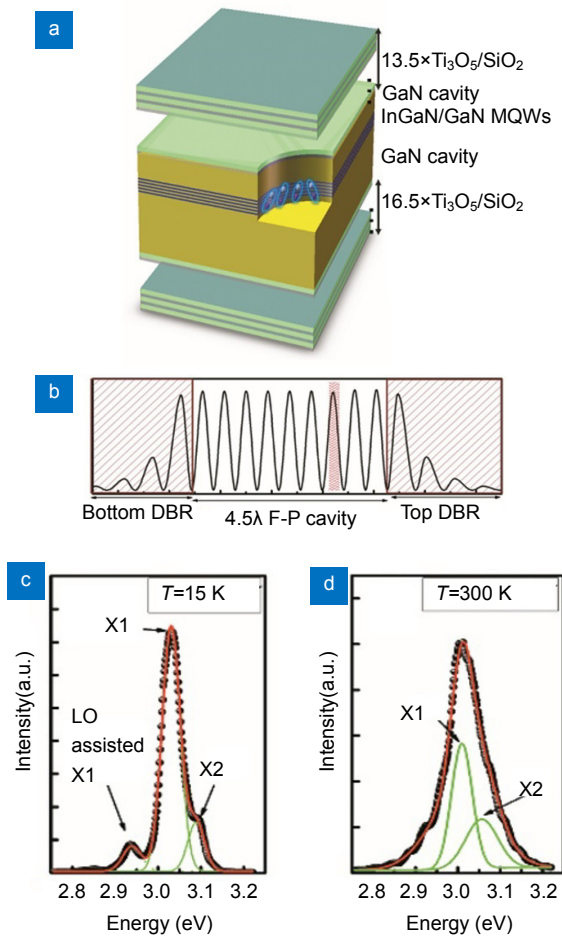 a
13.5×Ti₃O₅/SiO₂
GaN cavity
InGaN/GaN MQWs
GaN cavity
16.5×Ti₃O₅/SiO₂
b
Bottom DBR
4.5λ F-P cavity
Top DBR
c
T=15 K
X1
LO
assisted
X1
X2
Intensity(a.u.)
2.8 2.9 3.0 3.1 3.2
Energy (eV)
d
T=300 K
X1
X2
Intensity(a.u.)
2.8 2.9 3.0 3.1 3.2
Energy (eV)